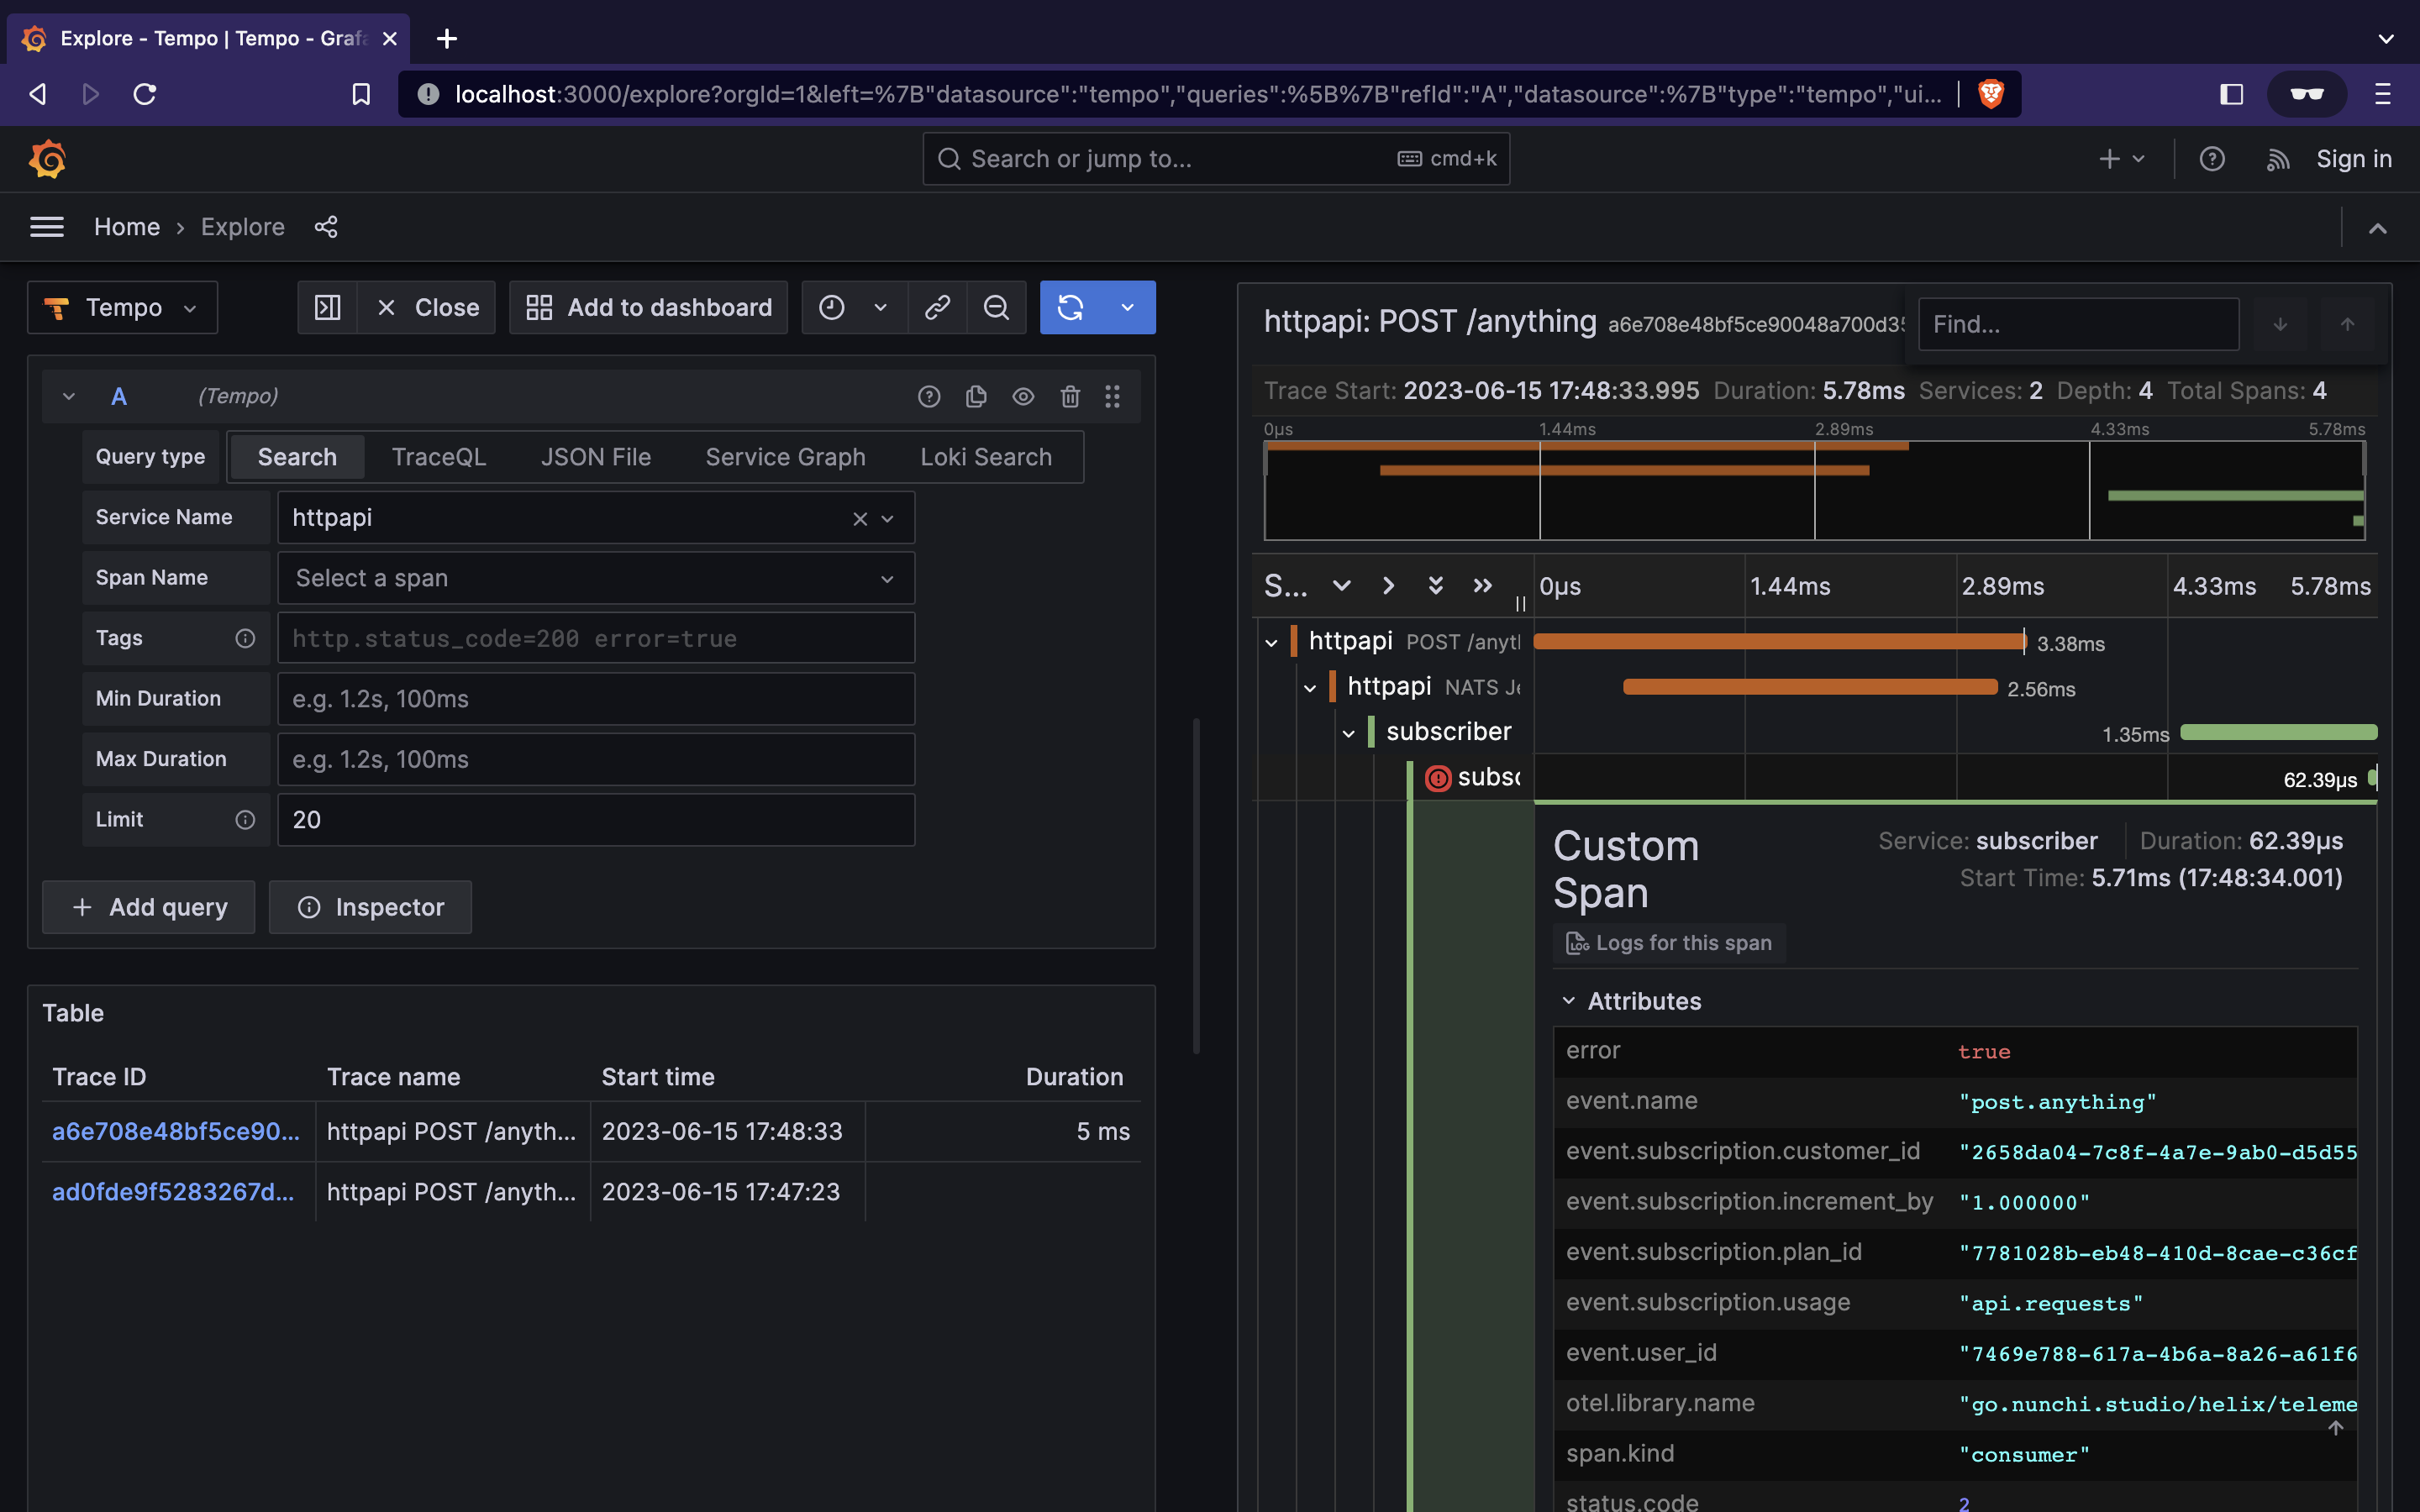 Explore - Tempo | Tempo - Grafa
localhost:3000/explore?orgId=1&left=%7B"datasource":"tempo","queries":%5B%7B"refId":"A","datasource":%7B"type":"tempo","ui...
Search or jump to...
cmd+k
Sign in
Home
Explore
Tempo
Close
Add to dashboard
A
(Tempo)
Query type
Search
TraceQL
JSON File
Service Graph
Loki Search
Service Name
httpapi
Span Name
Select a span
Tags
http.status_code=200 error=true
Min Duration
e.g. 1.2s, 100ms
Max Duration
e.g. 1.2s, 100ms
Limit
20
Add query
Inspector
Table
Trace ID Trace name Start time Duration
a6e708e48bf5ce90... httpapi POST /anyth... 2023-06-15 17:48:33 5 ms
ad0fde9f5283267d... httpapi POST /anyth... 2023-06-15 17:47:23
httpapi: POST /anything a6e708e48bf5ce90048a700d35
Find...
Trace Start: 2023-06-15 17:48:33.995 Duration: 5.78ms Services: 2 Depth: 4 Total Spans: 4
0μs 1.44ms 2.89ms 4.33ms 5.78ms
S... 0μs 1.44ms 2.89ms 4.33ms 5.78ms
httpapi POST /anyt 3.38ms
httpapi NATS Je 2.56ms
subscriber 1.35ms
subsc 62.39μs
Custom
Span
Service: subscriber Duration: 62.39μs
Start Time: 5.71ms (17:48:34.001)
LOG Logs for this span
Attributes
error true
event.name "post.anything"
event.subscription.customer_id "2658da04-7c8f-4a7e-9ab0-d5d55
event.subscription.increment_by "1.000000"
event.subscription.plan_id "7781028b-eb48-410d-8cae-c36cf
event.subscription.usage "api.requests"
event.user_id "7469e788-617a-4b6a-8a26-a61f6
otel.library.name "go.nunchi.studio/helix/teleme
span.kind "consumer"
status.code 2